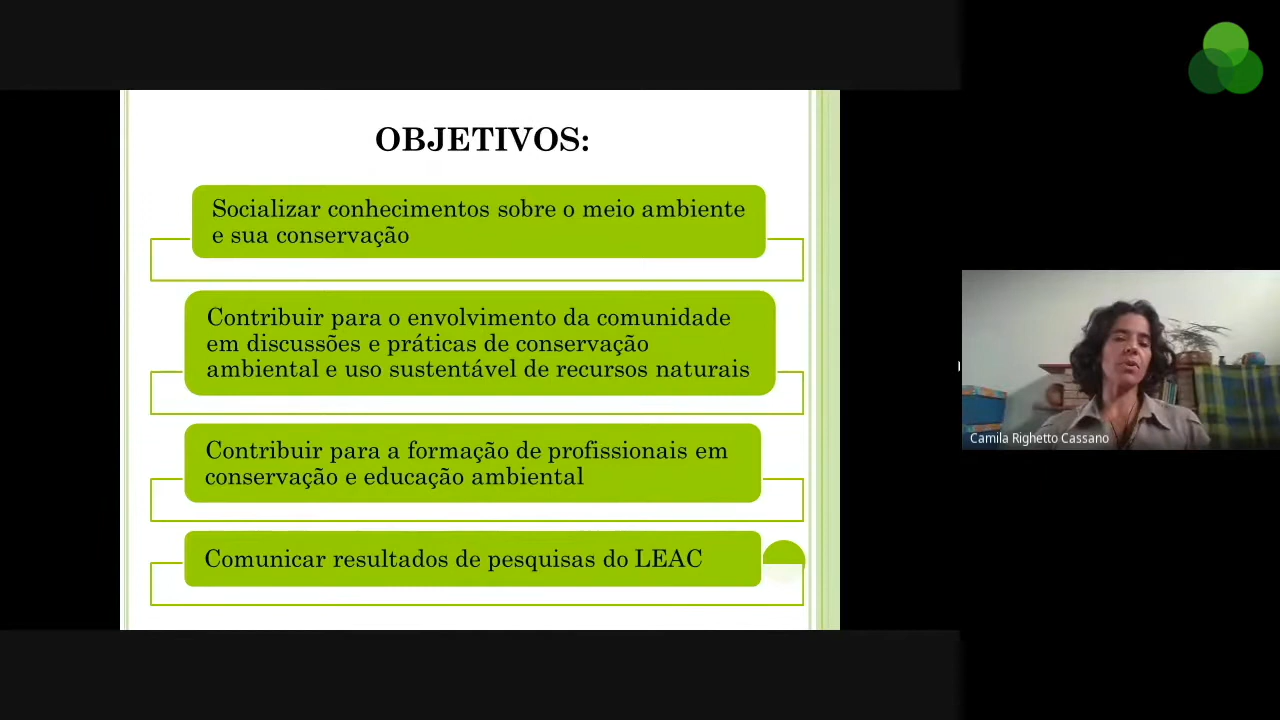 OBJETIVOS:
Socializar conhecimentos sobre o meio ambiente
e sua conservação
Contribuir para o envolvimento da comunidade
em discussões e práticas de conservação
ambiental e uso sustentável de recursos naturais
Contribuir para a formação de profissionais em
conservação e educação ambiental
Comunicar resultados de pesquisas do LEAC
Camila Righetto Cassano